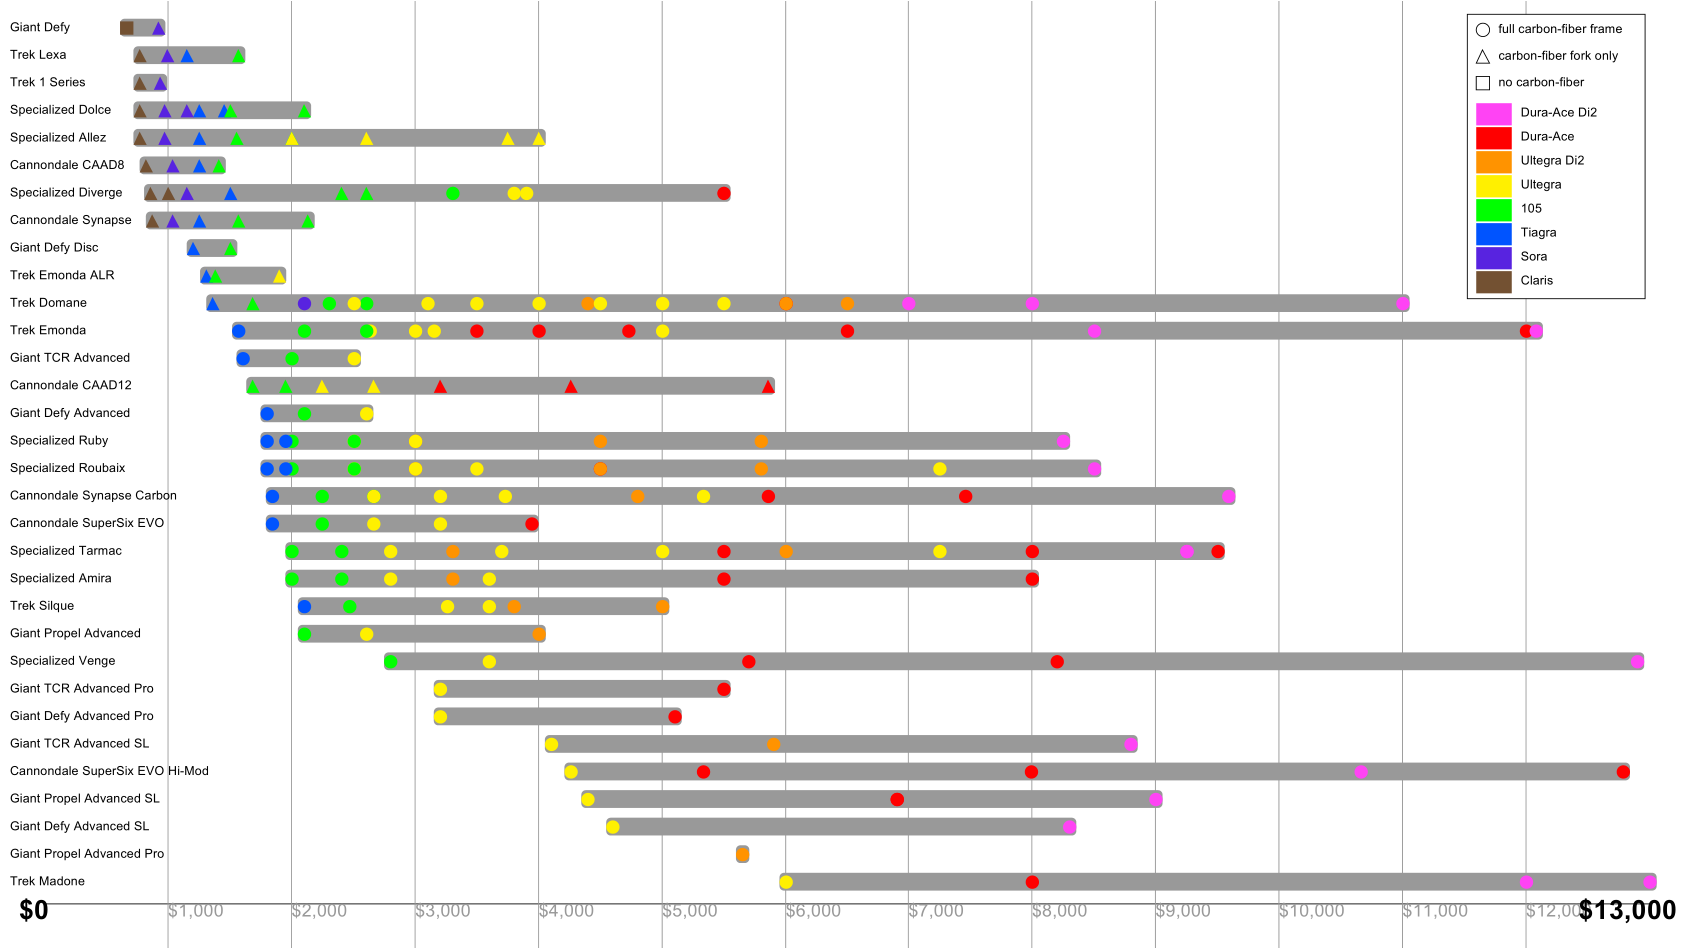 Giant Defy
Trek Lexa
Trek 1 Series
Specialized Dolce
Specialized Allez
Cannondale CAAD8
Specialized Diverge
Cannondale Synapse
Giant Defy Disc
Trek Emonda ALR
Trek Domane
Trek Emonda
Giant TCR Advanced
Cannondale CAAD12
Giant Defy Advanced
Specialized Ruby
Specialized Roubaix
Cannondale Synapse Carbon
Cannondale SuperSix EVO
Specialized Tarmac
Specialized Amira
Trek Silque
Giant Propel Advanced
Specialized Venge
Giant TCR Advanced Pro
Giant Defy Advanced Pro
Giant TCR Advanced SL
Cannondale SuperSix EVO Hi-Mod
Giant Propel Advanced SL
Giant Defy Advanced SL
Giant Propel Advanced Pro
Trek Madone
full carbon-fiber frame
carbon-fiber fork only
no carbon-fiber
Dura-Ace Di2
Dura-Ace
Ultegra Di2
Ultegra
105
Tiagra
Sora
Claris
$0 $1,000 $2,000 $3,000 $4,000 $5,000 $6,000 $7,000 $8,000 $9,000 $10,000 $11,000 $12,000 $13,000